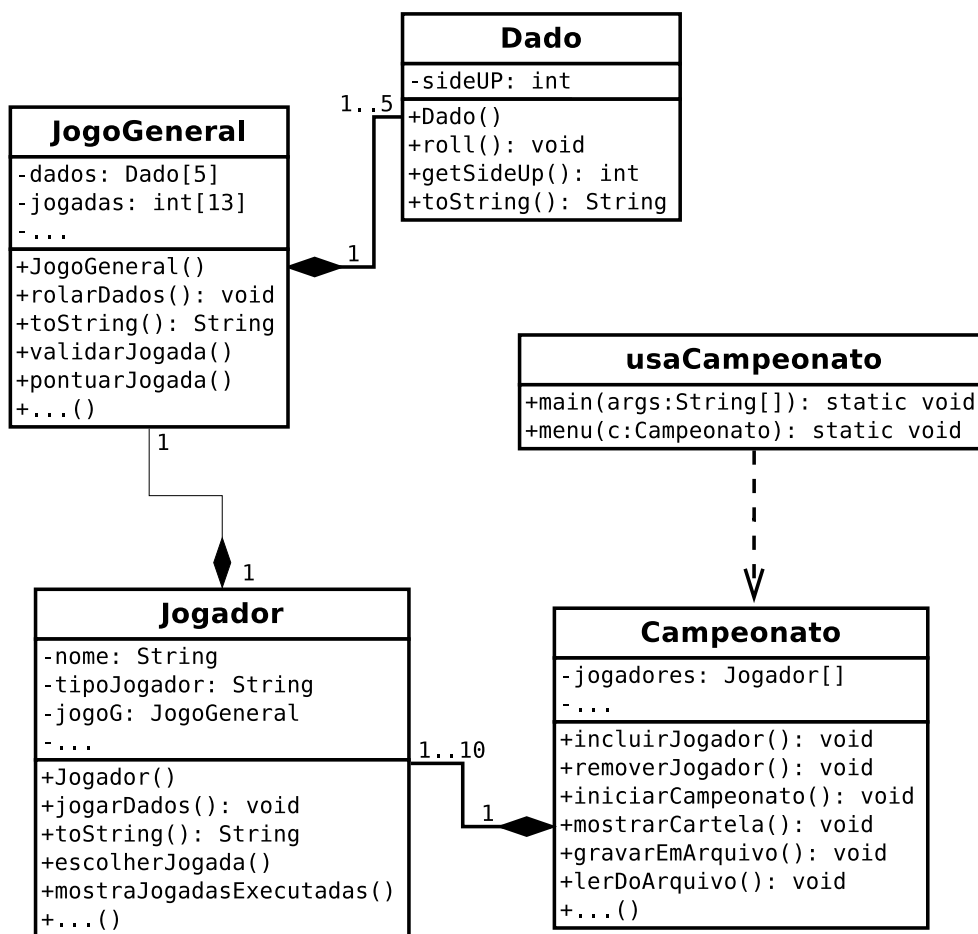 Dado
-sideUP: int
+Dado()
+roll(): void
+getSideUp(): int
+toString(): String
1..5
1
JogoGeneral
-dados: Dado[5]
-jogadas: int[13]
-...
+JogoGeneral()
+rolarDados(): void
+toString(): String
+validarJogada()
+pontuarJogada()
+...()
1
1
usaCampeonato
+main(args:String[]): static void
+menu(c:Campeonato): static void
Jogador
-nome: String
-tipoJogador: String
-jogoG: JogoGeneral
-...
+Jogador()
+jogarDados(): void
+toString(): String
+escolherJogada()
+mostraJogadasExecutadas()
+...()
1..10
1
Campeonato
-jogadores: Jogador[]
-...
+incluirJogador(): void
+removerJogador(): void
+iniciarCampeonato(): void
+mostrarCartela(): void
+gravarEmArquivo(): void
+lerDoArquivo(): void
+...()